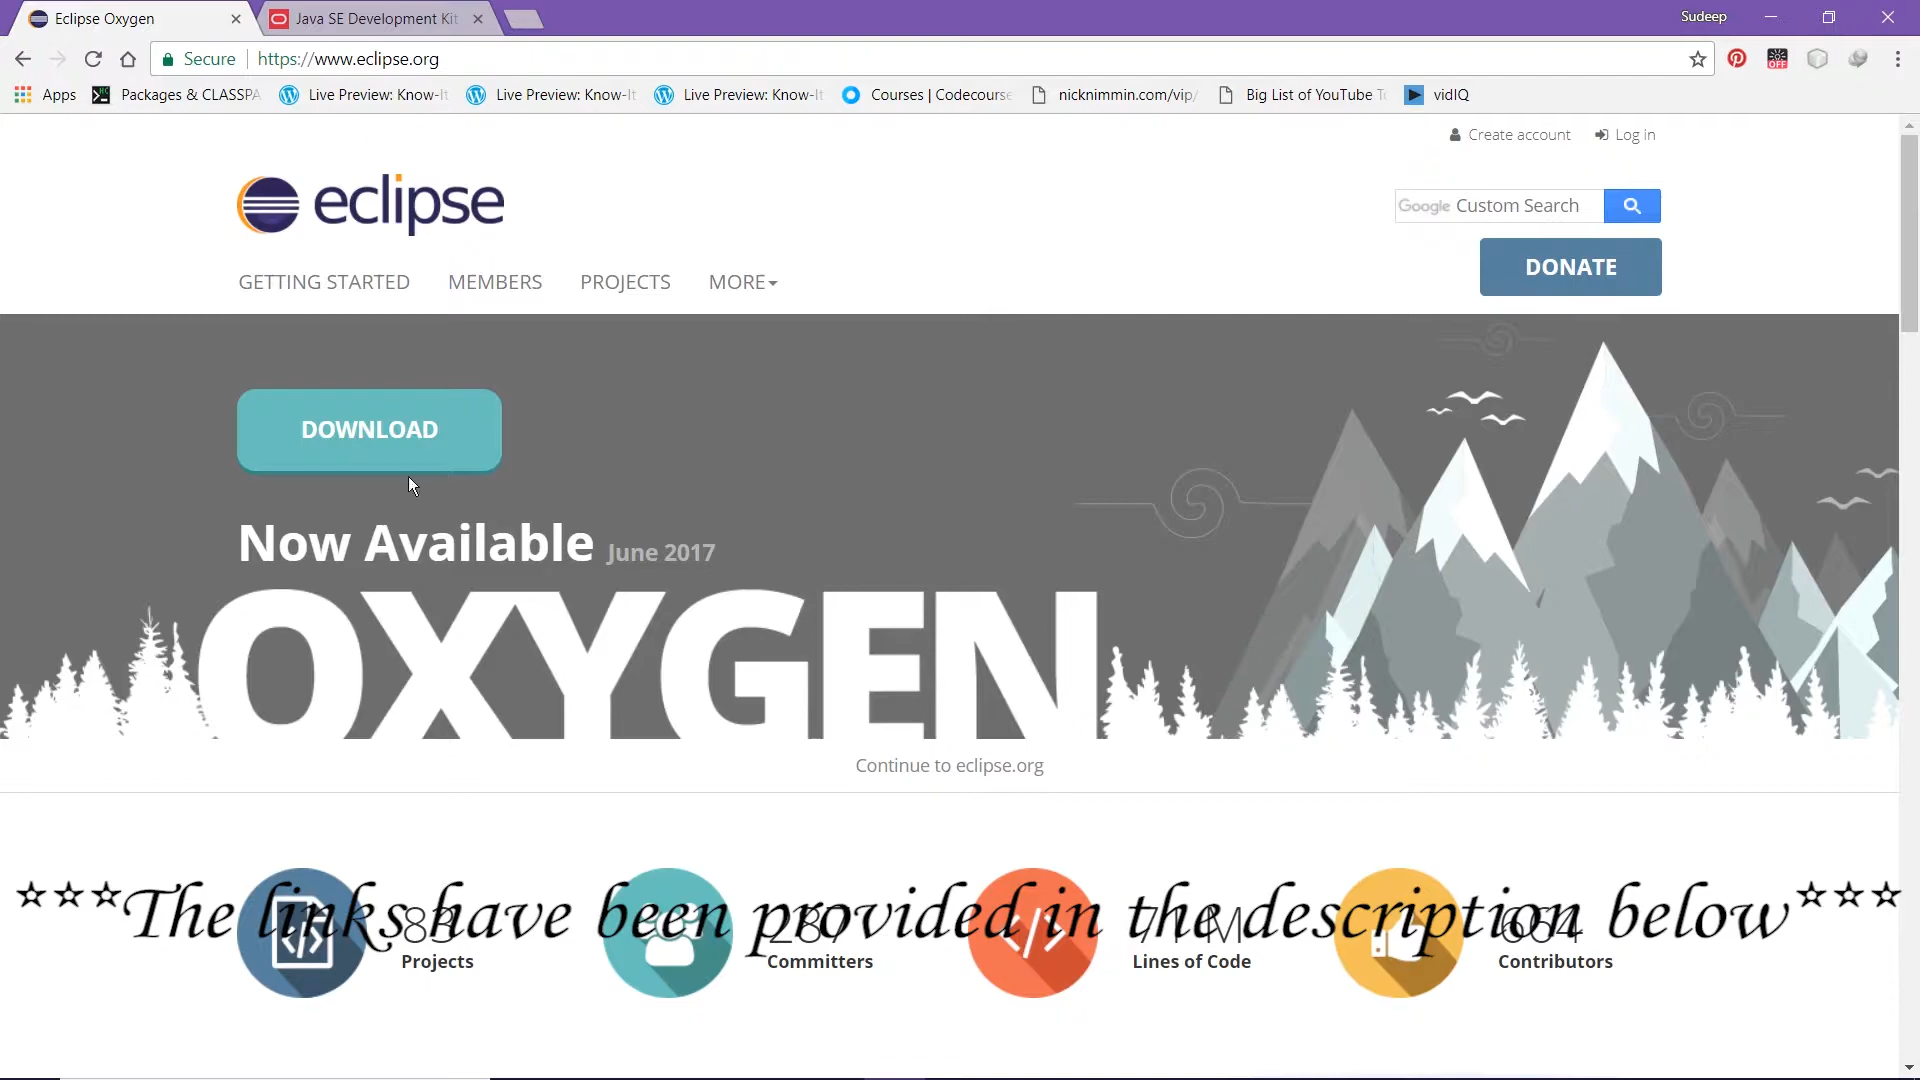 Eclipse Oxygen
Java SE Development Kit
Sudeep
Secure
https://www.eclipse.org
Apps
Packages & CLASSPA
Live Preview: Know-It
Live Preview: Know-It
Live Preview: Know-It
Courses | Codecourse
nicknimmin.com/vip/
Big List of YouTube T
vidIQ
OFF
Create account
Log in
eclipse
Google Custom Search
GETTING STARTED
MEMBERS
PROJECTS
MORE
DONATE
DOWNLOAD
Now Available June 2017
OXYGEN
Continue to eclipse.org
***The links have been provided in the description below***
Projects
Committers
Lines of Code
Contributors